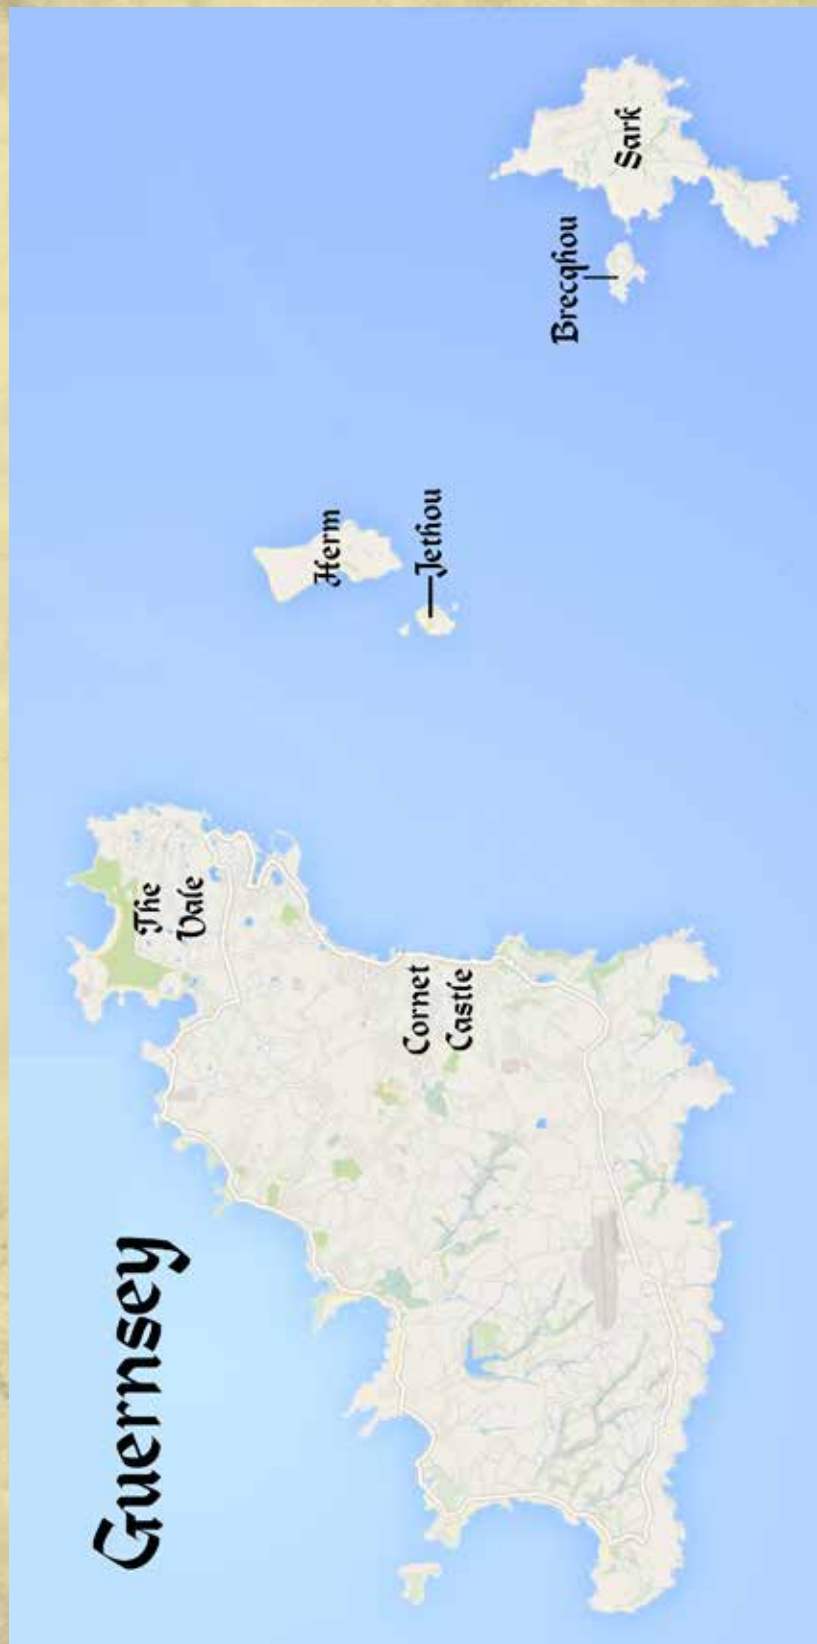 Guernsey
The
Vale
Cornet
Castle
Herm
Jethou
Brecqhou
Sark